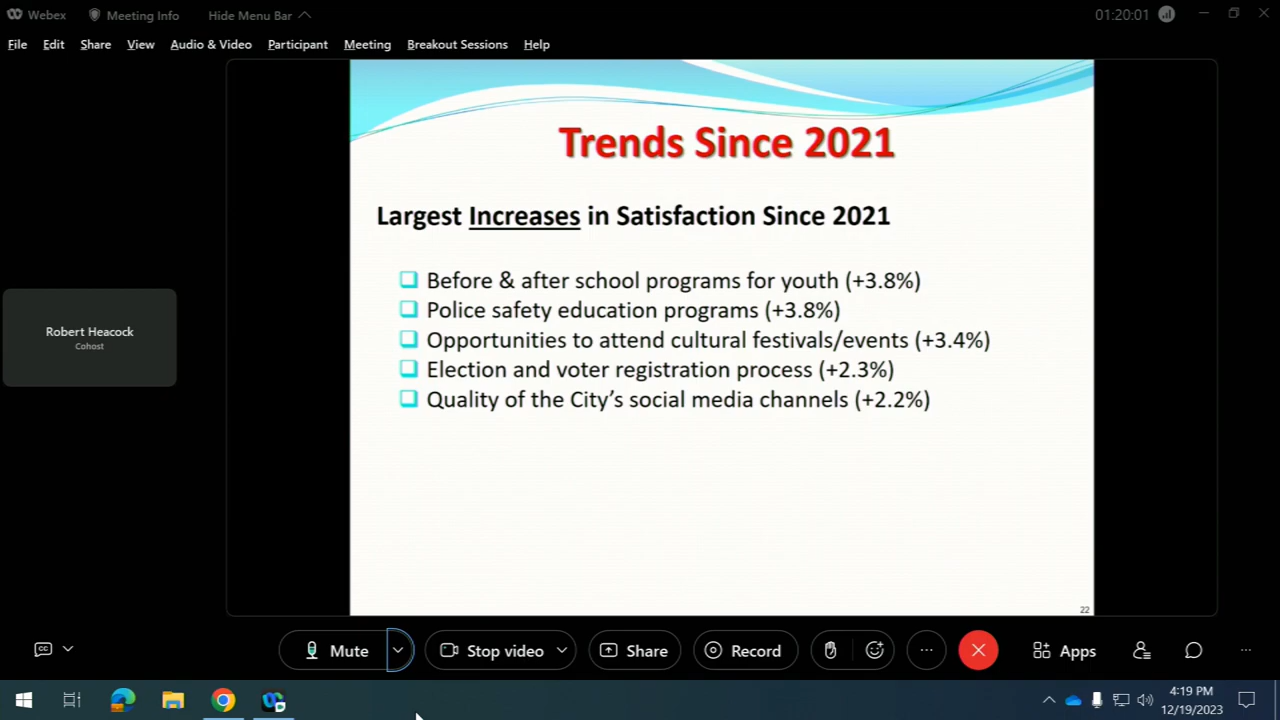 Webex Meeting Info Hide Menu Bar 01:20:01
File Edit Share View Audio & Video Participant Meeting Breakout Sessions Help
Trends Since 2021
Largest Increases in Satisfaction Since 2021
Before & after school programs for youth (+3.8%)
Police safety education programs (+3.8%)
Opportunities to attend cultural festivals/events (+3.4%)
Election and voter registration process (+2.3%)
Quality of the City’s social media channels (+2.2%)
Robert Heacock
Cohost
22
CC Mute Stop video Share Record Apps
4:19 PM
12/19/2023